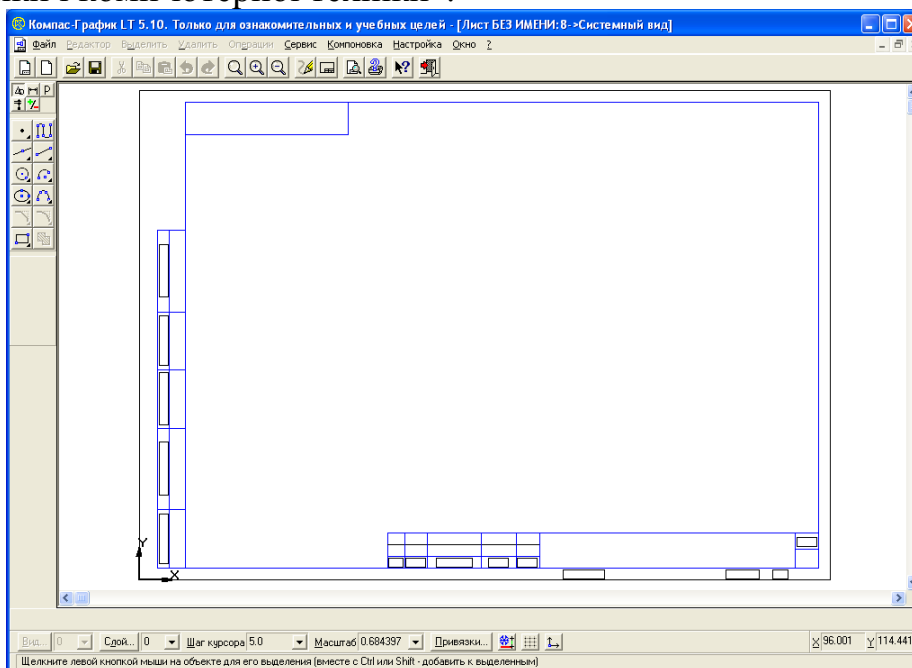 Компас-График LT 5.10. Только для ознакомительных и учебных целей - [Лист БЕЗ ИМЕНИ:8->Системный вид]
Файл Редактор Выделить Удалить Операции Сервис Компоновка Настройка Окно ?
Y
X
Вид... 0 Слой... 0 Шаг курсора 5.0 Масштаб 0.684397 Привязки... X 96.001 Y 114.441
Щелкните левой кнопкой мыши на объекте для его выделения (вместе с Ctrl или Shift - добавить к выделенным)